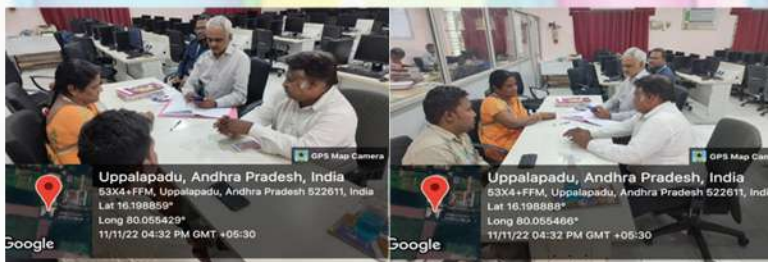 GPS Map Camera
Uppalapadu, Andhra Pradesh, India
53X4+FFM, Uppalapadu, Andhra Pradesh 522611, India
Lat 16.198859°
Long 80.055429°
11/11/22 04:32 PM GMT +05:30
Google
GPS Map Cam
Uppalapadu, Andhra Pradesh, India
53X4+FFM, Uppalapadu, Andhra Pradesh 522611, Indi
Lat 16.198888°
Long 80.055466°
11/11/22 04:32 PM GMT +05:30
Google